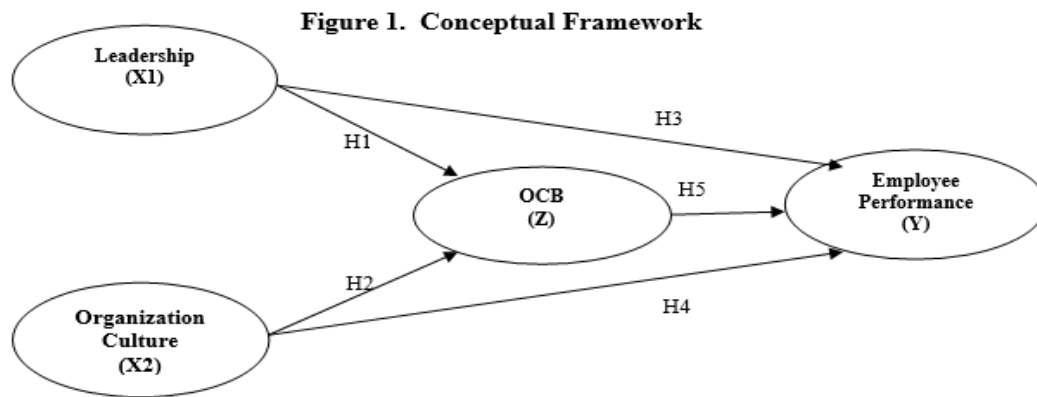 Figure 1. Conceptual Framework
Leadership
(X1)
H3
H1
OCB
(Z)
H5
Employee
Performance
(Y)
H2
H4
Organization
Culture
(X2)